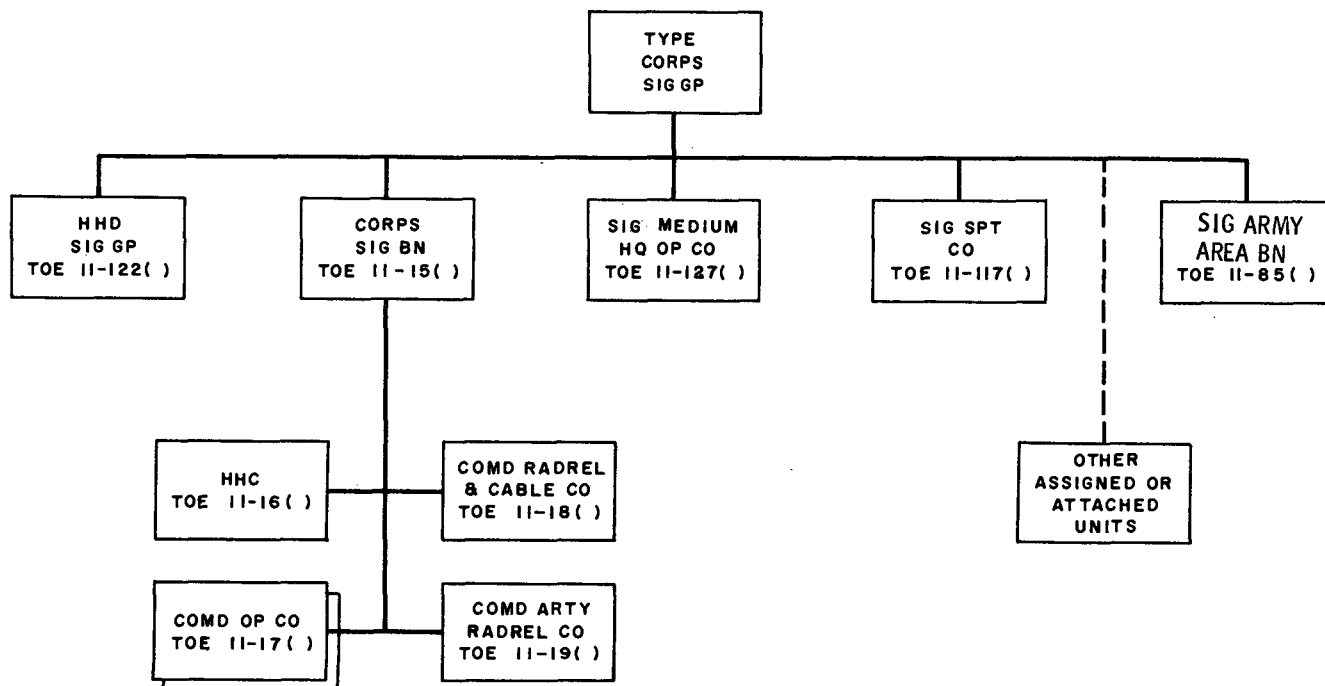 TYPE
CORPS
SIG GP
HHD
SIG GP
TOE 11-122( )
CORPS
SIG BN
TOE 11-15( )
SIG MEDIUM
HQ OP CO
TOE 11-127( )
SIG SPT
CO
TOE 11-117( )
SIG ARMY
AREA BN
TOE 11-85( )
HHC
TOE 11-16( )
COMD RADREL
& CABLE CO
TOE 11-18( )
OTHER
ASSIGNED OR
ATTACHED
UNITS
COMD OP CO
TOE 11-17( )
COMD ARTY
RADREL CO
TOE 11-19( )